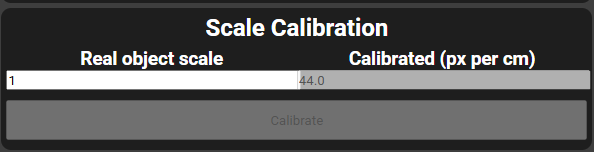 Scale Calibration
Real object scale Calibrated (px per cm)
1 44.0
Calibrate